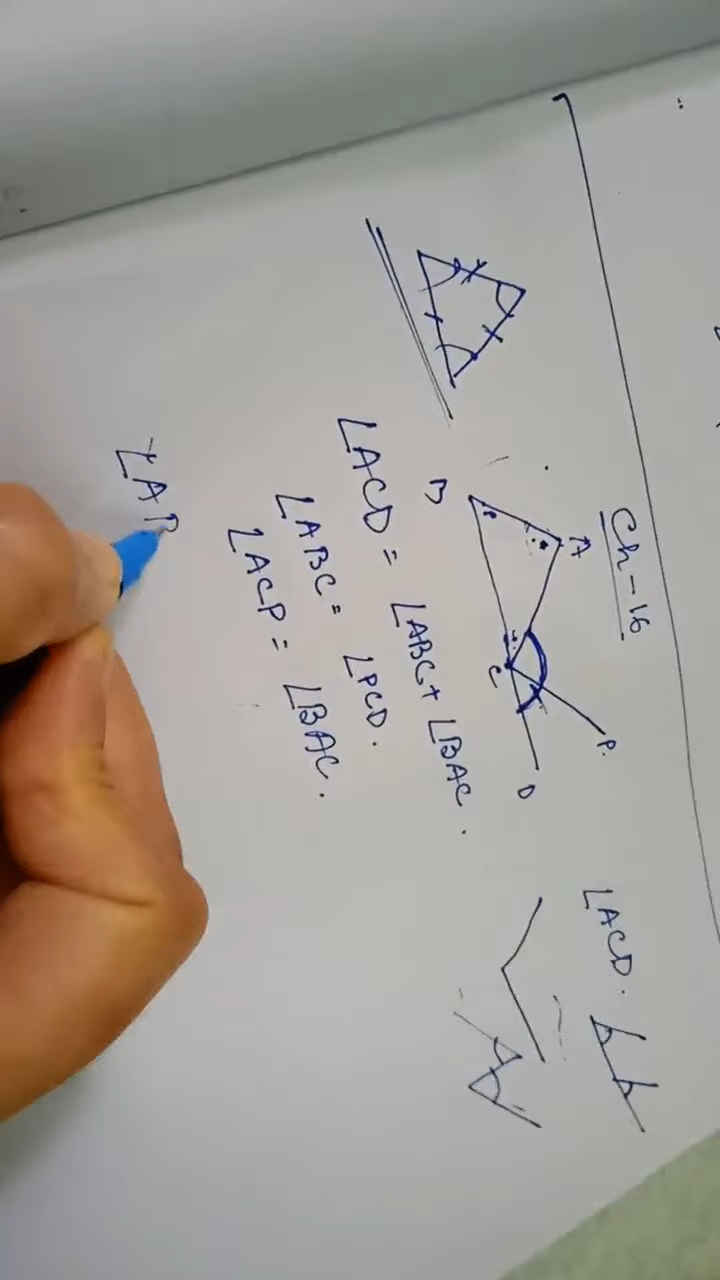 Ch-16
A
B
C
D
P.
∠ACD.
∠ACD = ∠ABC + ∠BAC.
∠ABC = ∠PCD.
∠ACP = ∠BAC.